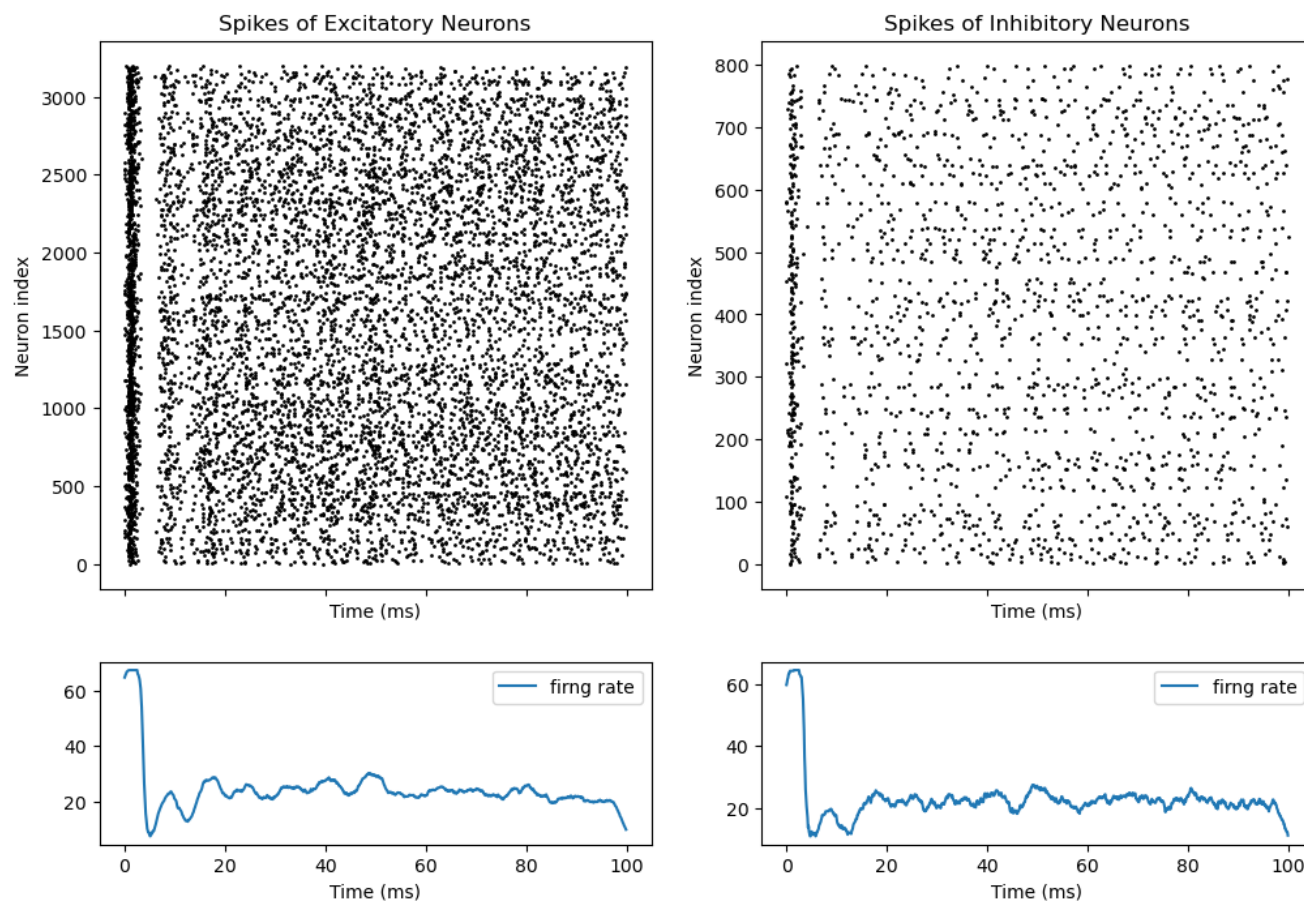 Spikes of Excitatory Neurons
Neuron index
3000
2500
2000
1500
1000
500
0
Time (ms)
Spikes of Inhibitory Neurons
Neuron index
800
700
600
500
400
300
200
100
0
Time (ms)
firng rate
60
40
20
0 20 40 60 80 100
Time (ms)
firng rate
60
40
20
0 20 40 60 80 100
Time (ms)